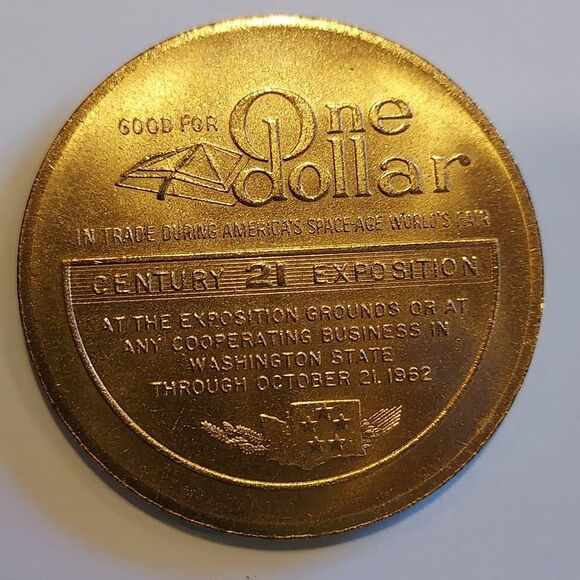 GOOD FOR One
dollar
IN TRADE DURING AMERICA'S SPACE-AGE WORLD'S FAIR
CENTURY 21 EXPOSITION
AT THE EXPOSITION GROUNDS OR AT
ANY COOPERATING BUSINESS IN
WASHINGTON STATE
THROUGH OCTOBER 21, 1962